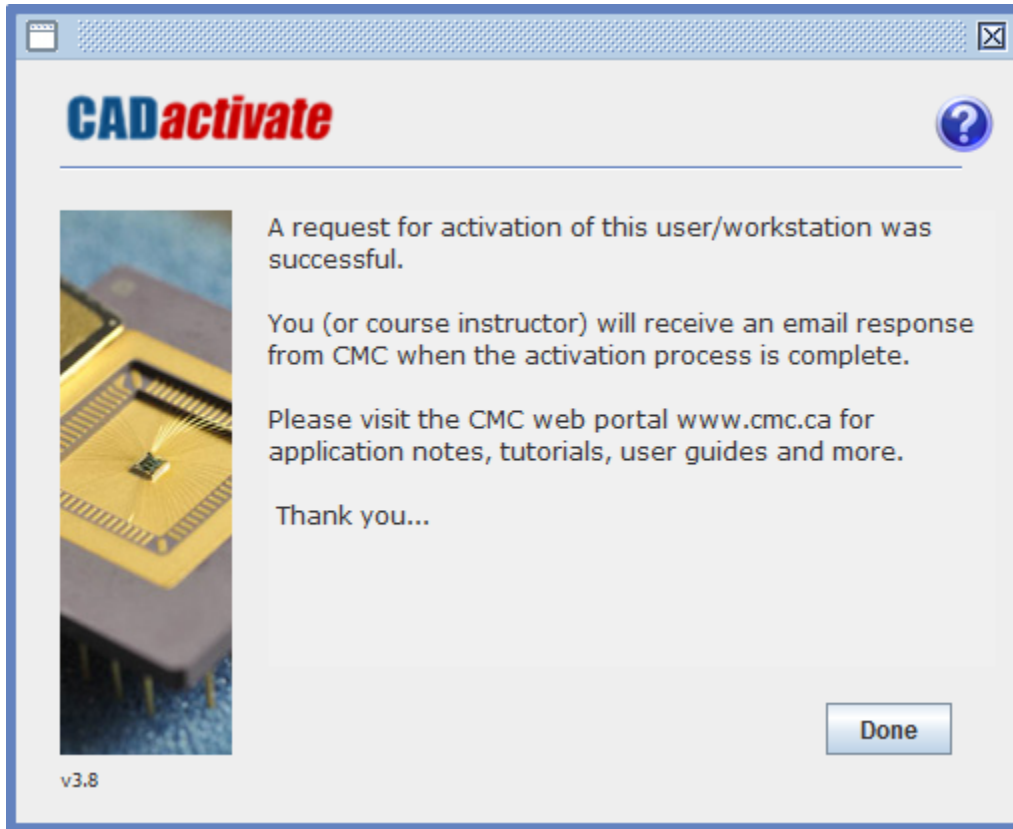 CADactivate
?
A request for activation of this user/workstation was
successful.
You (or course instructor) will receive an email response
from CMC when the activation process is complete.
Please visit the CMC web portal www.cmc.ca for
application notes, tutorials, user guides and more.
Thank you...
Done
v3.8